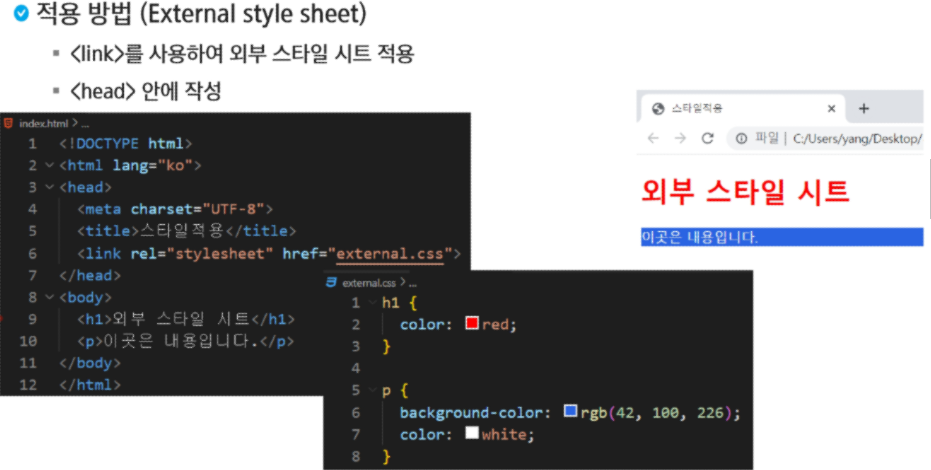 적용 방법 (External style sheet)
<link>를 사용하여 외부 스타일 시트 적용
<head> 안에 작성
index.html > ...
1 <!DOCTYPE html>
2 <html lang="ko">
3 <head>
4 <meta charset="UTF-8">
5 <title>스타일적용</title>
6 <link rel="stylesheet" href="external.css">
7 </head>
8 <body>
9 <h1>외부 스타일 시트</h1>
10 <p>이곳은 내용입니다.</p>
11 </body>
12 </html>
external.css > ...
1 h1 {
2 color: red;
3 }
4
5 p {
6 background-color: rgb(42, 100, 226);
7 color: white;
8 }
스타일적용
파일 | C:/Users/yang/Desktop/
외부 스타일 시트
이곳은 내용입니다.